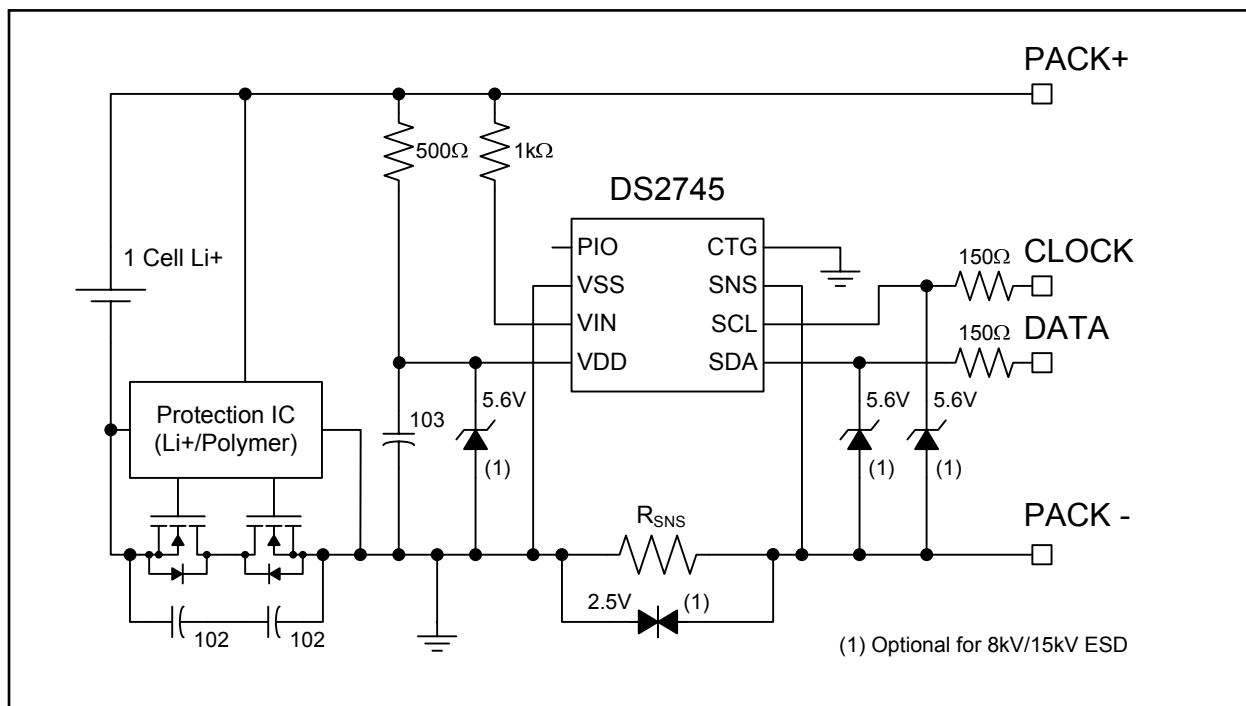 PACK+
500Ω
1kΩ
DS2745
PIO
VSS
VIN
VDD
CTG
SNS
SCL
SDA
150Ω
CLOCK
150Ω
DATA
1 Cell Li+
Protection IC
(Li+/Polymer)
103
5.6V
(1)
5.6V
(1)
5.6V
(1)
RSNS
PACK -
2.5V
(1)
102
102
(1) Optional for 8kV/15kV ESD